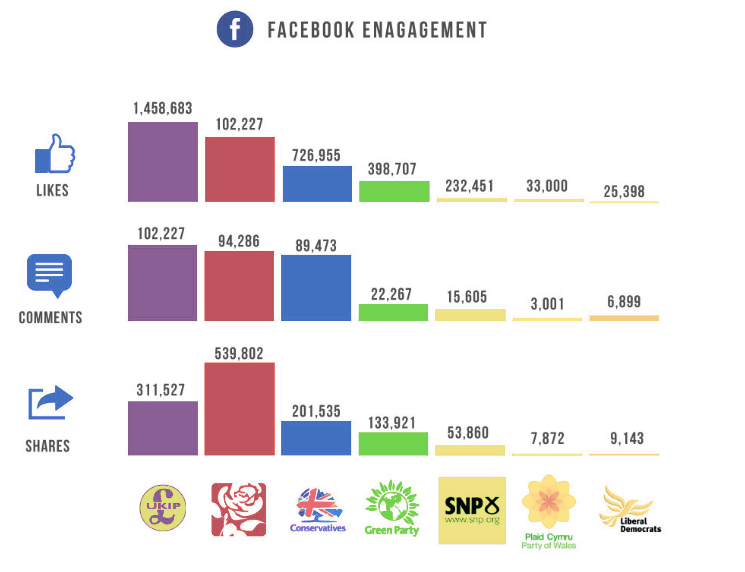 f FACEBOOK ENAGAGEMENT
1,458,683 102,227 726,955 398,707 232,451 33,000 25,398
LIKES
102,227 94,286 89,473 22,267 15,605 3,001 6,899
COMMENTS
311,527 539,802 201,535 133,921 53,860 7,872 9,143
SHARES
£ UKIP
Conservatives
Green Party
SNP
www.snp.org
Plaid Cymru
Party of Wales
Liberal
Democrats